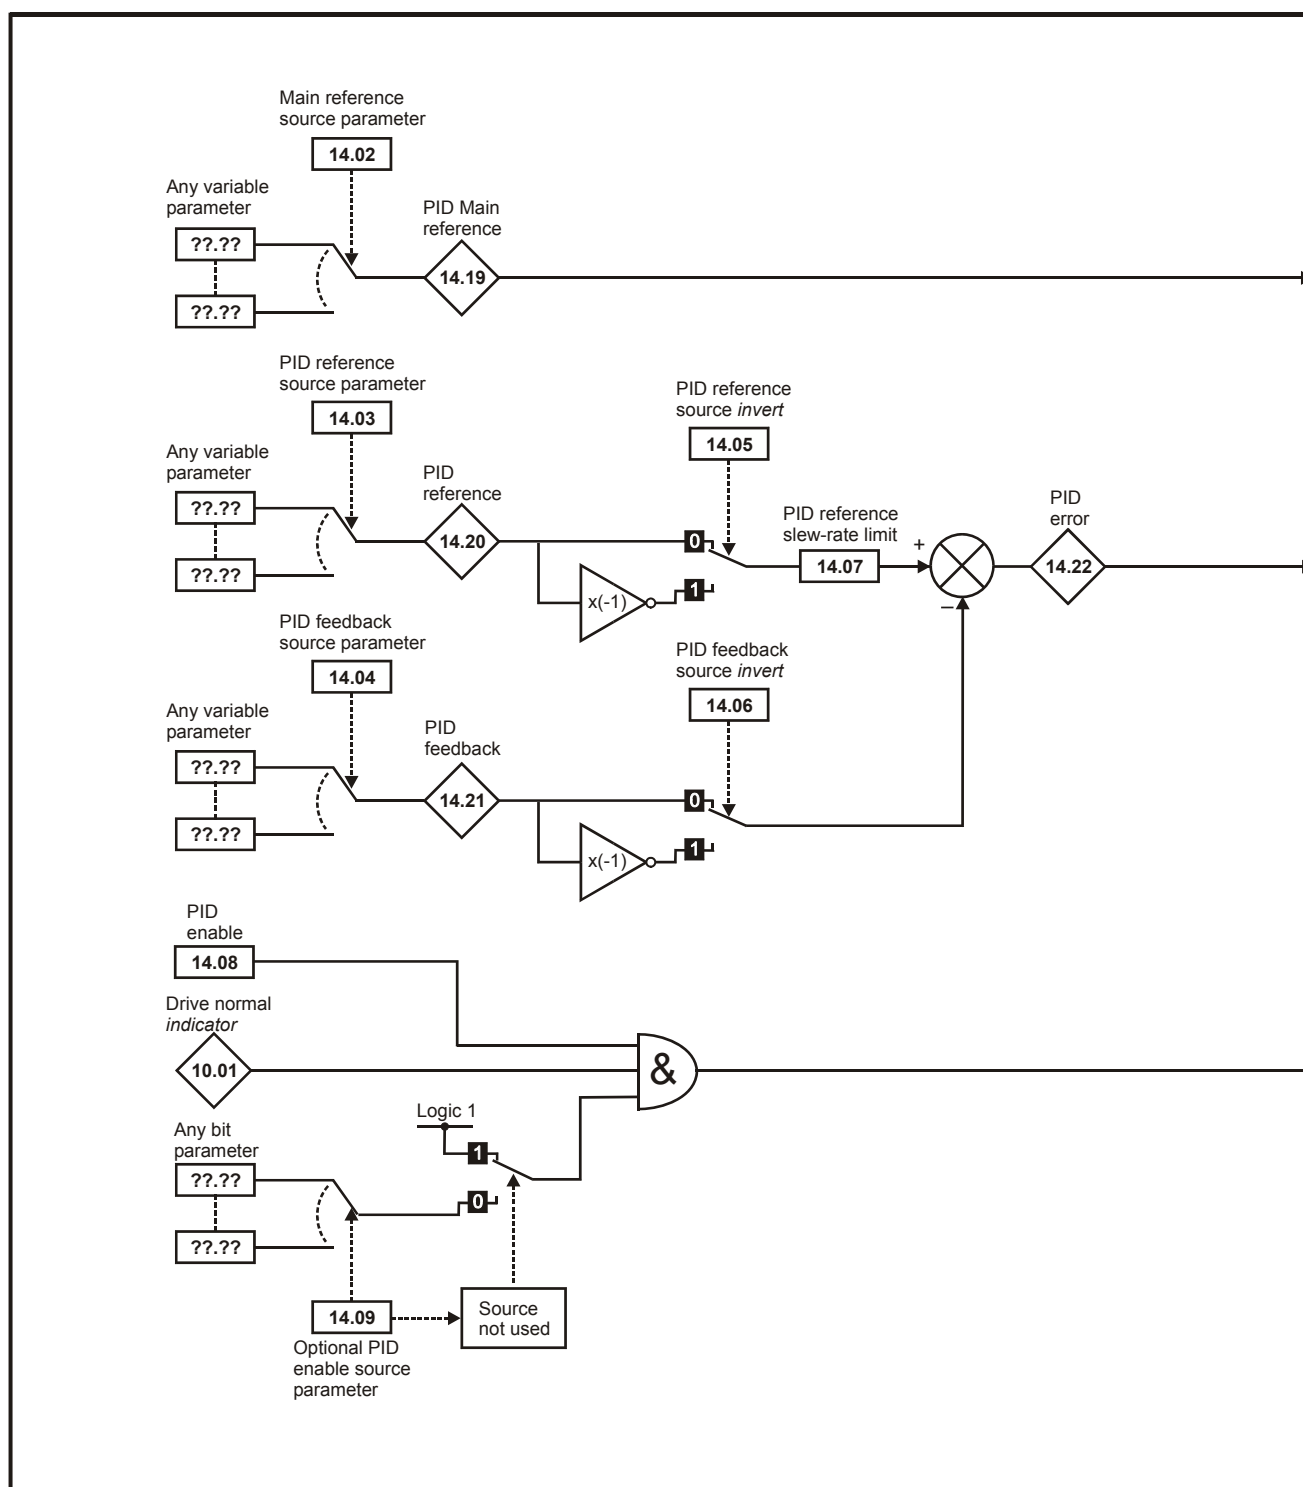 Main reference
source parameter
14.02
Any variable
parameter
??.??
??.??
PID Main
reference
14.19
PID reference
source parameter
14.03
Any variable
parameter
??.??
??.??
PID
reference
14.20
x(-1)
PID reference
source invert
14.05
0
1
PID reference
slew-rate limit
14.07
+
–
PID
error
14.22
PID feedback
source parameter
14.04
Any variable
parameter
??.??
??.??
PID
feedback
14.21
x(-1)
PID feedback
source invert
14.06
0
1
PID
enable
14.08
Drive normal
indicator
10.01
&
Logic 1
1
0
Any bit
parameter
??.??
??.??
14.09
Optional PID
enable source
parameter
Source
not used